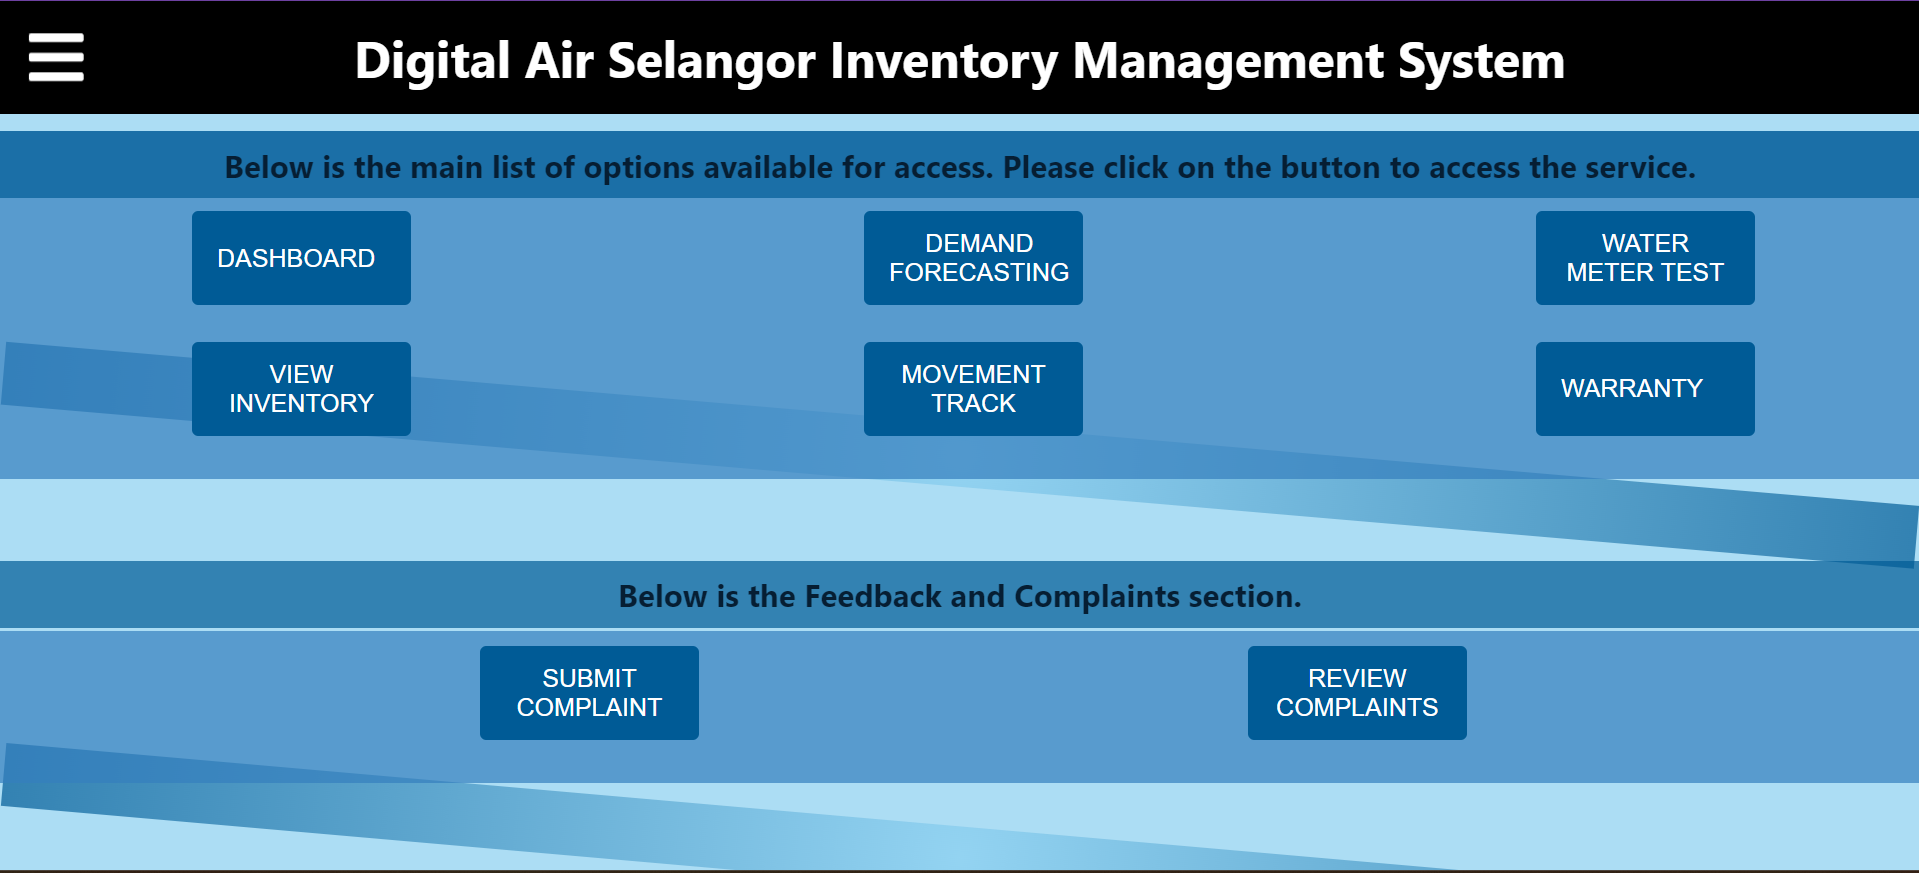 Digital Air Selangor Inventory Management System
Below is the main list of options available for access. Please click on the button to access the service.
DASHBOARD
DEMAND
FORECASTING
WATER
METER TEST
VIEW
INVENTORY
MOVEMENT
TRACK
WARRANTY
Below is the Feedback and Complaints section.
SUBMIT
COMPLAINT
REVIEW
COMPLAINTS